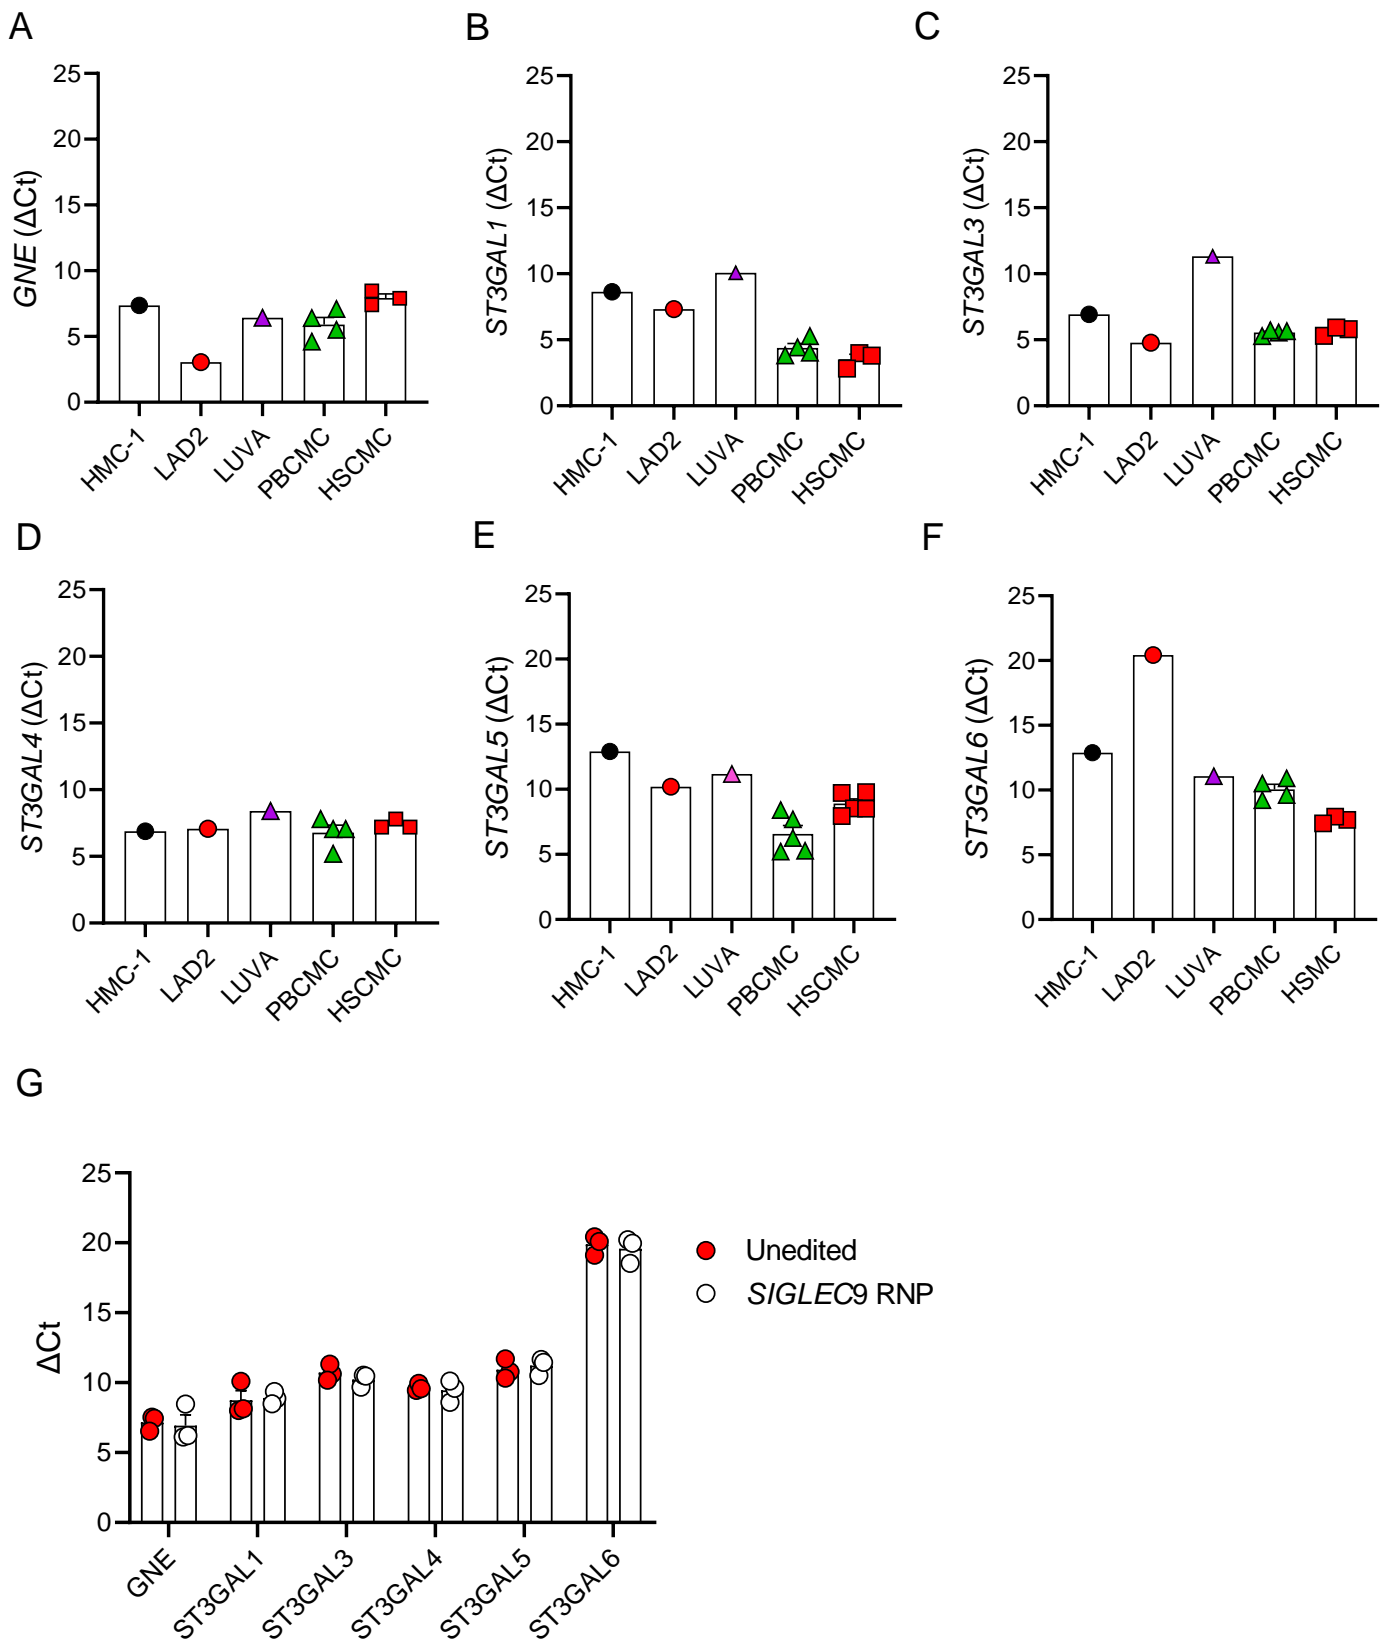 A
B
C
25
20
15
10
5
0
GNE (ΔCt)
HMC-1
LAD2
LUVA
PBCMC
HSCMC
25
20
15
10
5
0
ST3GAL1 (ΔCt)
HMC-1
LAD2
LUVA
PBCMC
HSCMC
25
20
15
10
5
0
ST3GAL3 (ΔCt)
HMC-1
LAD2
LUVA
PBCMC
HSCMC
D
E
F
25
20
15
10
5
0
ST3GAL4 (ΔCt)
HMC-1
LAD2
LUVA
PBCMC
HSCMC
25
20
15
10
5
0
ST3GAL5 (ΔCt)
HMC-1
LAD2
LUVA
PBCMC
HSCMC
25
20
15
10
5
0
ST3GAL6 (ΔCt)
HMC-1
LAD2
LUVA
PBCMC
HSMC
G
25
20
15
10
5
0
ΔCt
GNE
ST3GAL1
ST3GAL3
ST3GAL4
ST3GAL5
ST3GAL6
Unedited
SIGLEC9 RNP